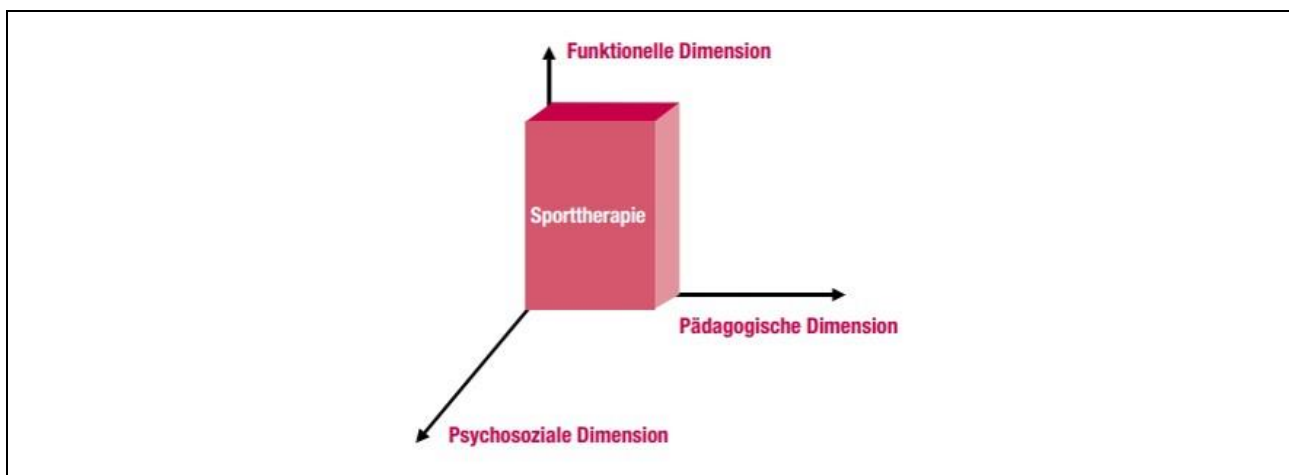 Funktionelle Dimension
Sporttherapie
Pädagogische Dimension
Psychosoziale Dimension